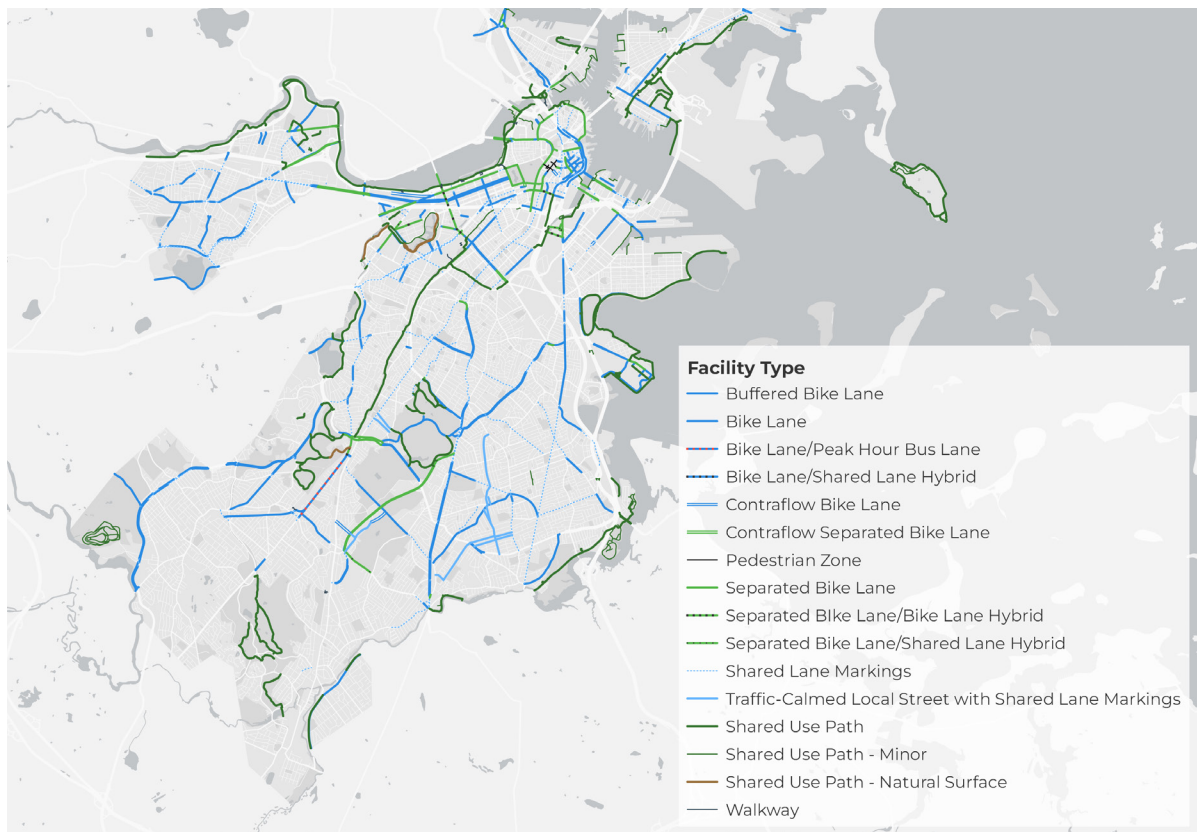 Facility Type
Buffered Bike Lane
Bike Lane
Bike Lane/Peak Hour Bus Lane
Bike Lane/Shared Lane Hybrid
Contraflow Bike Lane
Contraflow Separated Bike Lane
Pedestrian Zone
Separated Bike Lane
Separated BIke Lane/Bike Lane Hybrid
Separated Bike Lane/Shared Lane Hybrid
Shared Lane Markings
Traffic-Calmed Local Street with Shared Lane Markings
Shared Use Path
Shared Use Path - Minor
Shared Use Path - Natural Surface
Walkway